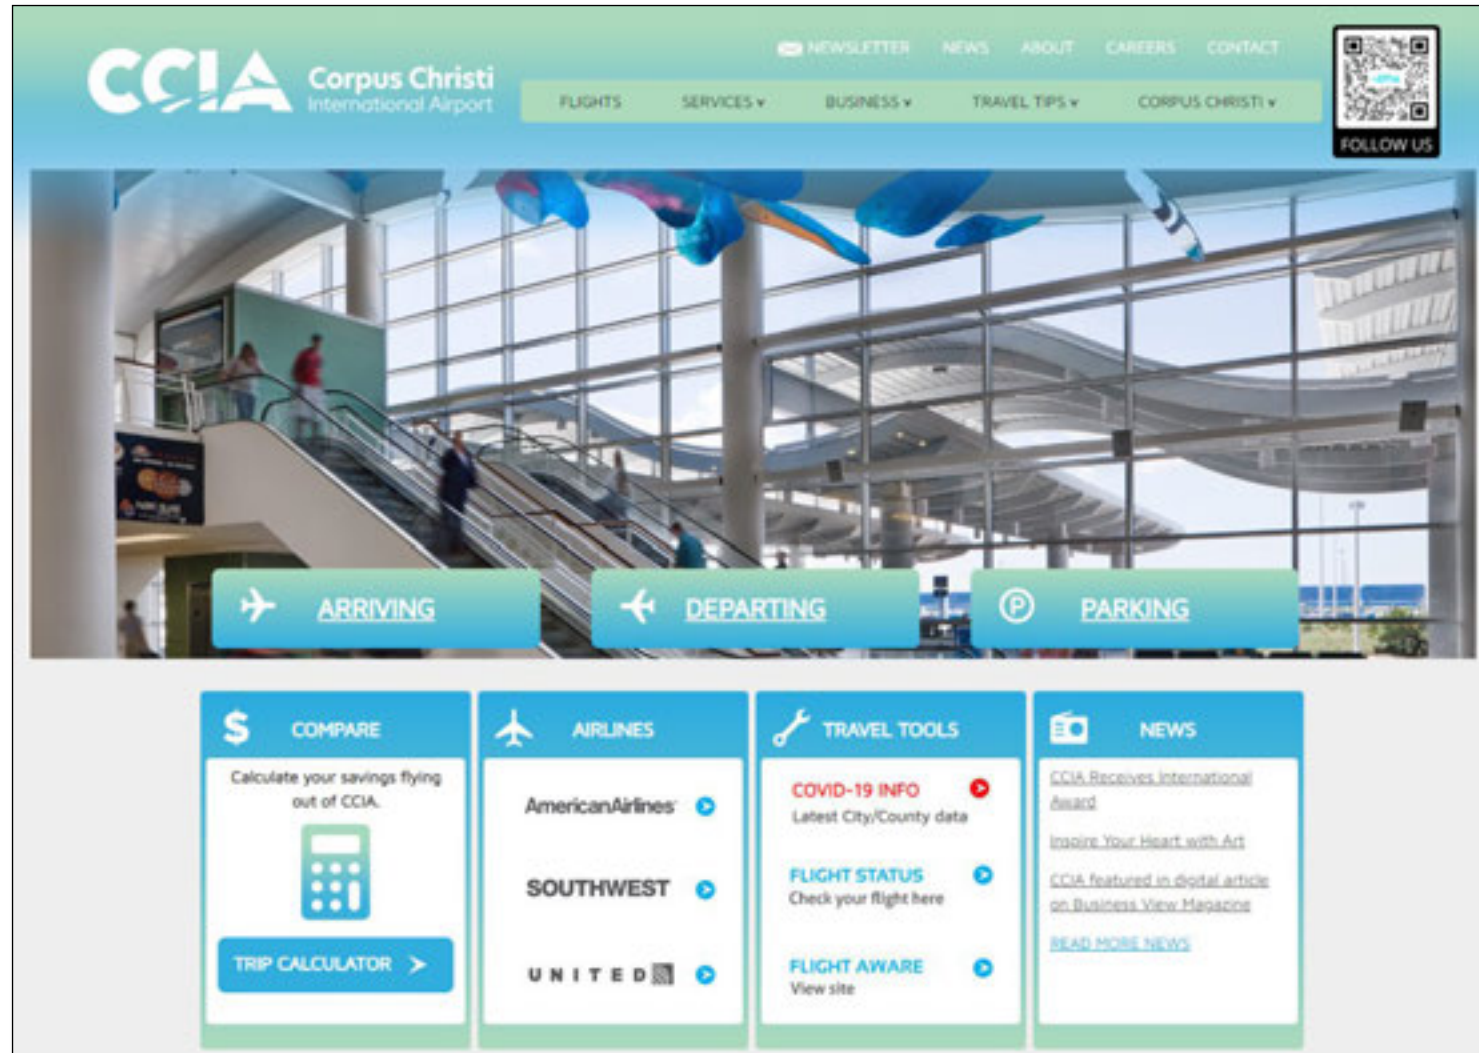 NEWSLETTER NEWS ABOUT CAREERS CONTACT
CCIA Corpus Christi
International Airport
FLIGHTS SERVICES BUSINESS TRAVEL TIPS CORPUS CHRISTI
FOLLOW US
ARRIVING DEPARTING PARKING
COMPARE
Calculate your savings flying
out of CCIA.
TRIP CALCULATOR
AIRLINES
AmericanAirlines
SOUTHWEST
UNITED
TRAVEL TOOLS
COVID-19 INFO
Latest City/County data
FLIGHT STATUS
Check your flight here
FLIGHT AWARE
View site
NEWS
CCIA Receives International
Award
Inspire Your Heart with Art
CCIA featured in digital article
on Business View Magazine
READ MORE NEWS